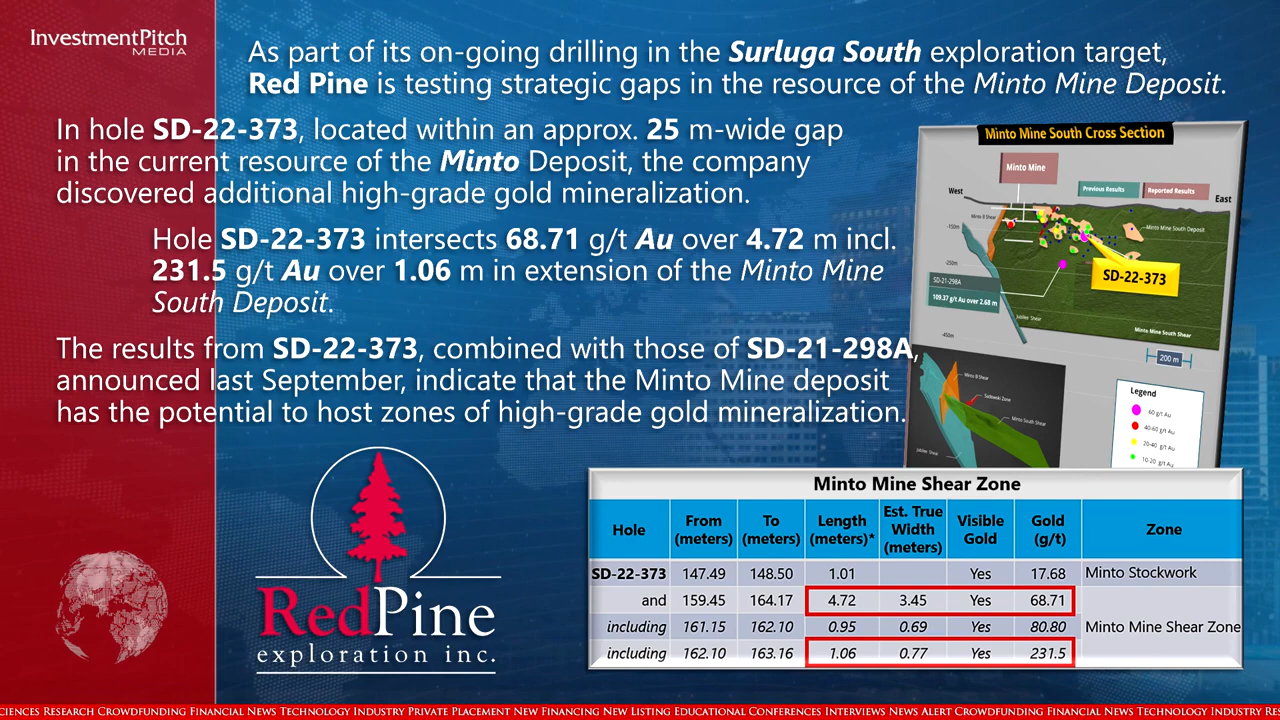 InvestmentPitch
MEDIA
As part of its on-going drilling in the Surluga South exploration target,
Red Pine is testing strategic gaps in the resource of the Minto Mine Deposit.
In hole SD-22-373, located within an approx. 25 m-wide gap
in the current resource of the Minto Deposit, the company
discovered additional high-grade gold mineralization.
Hole SD-22-373 intersects 68.71 g/t Au over 4.72 m incl.
231.5 g/t Au over 1.06 m in extension of the Minto Mine
South Deposit.
The results from SD-22-373, combined with those of SD-21-298A,
announced last September, indicate that the Minto Mine deposit
has the potential to host zones of high-grade gold mineralization.
Minto Mine South Cross Section
Minto Mine
Previous Results
Reported Results
West
East
Minto B Shear
Minto Mine South Deposit
-150m
-250m
SD-22-373
SD-21-298A
109.37 g/t Au over 2.68 m
Jubilee Shear
Minto Mine South Shear
-450m
200 m
Minto B Shear
Sadowski Zone
Minto South Shear
Jubilee Shear
Legend
60 g/t Au
40-60 g/t Au
20-40 g/t Au
10-20 g/t Au
RedPine
exploration inc.
Minto Mine Shear Zone
Hole From (meters) To (meters) Length (meters)* Est. True Width (meters) Visible Gold Gold (g/t) Zone
SD-22-373 147.49 148.50 1.01 Yes 17.68 Minto Stockwork
and 159.45 164.17 4.72 3.45 Yes 68.71
including 161.15 162.10 0.95 0.69 Yes 80.80 Minto Mine Shear Zone
including 162.10 163.16 1.06 0.77 Yes 231.5
CIENCES RESEARCH CROWDFUNDING FINANCIAL NEWS TECHNOLOGY INDUSTRY PRIVATE PLACEMENT NEW FINANCING NEW LISTING EDUCATIONAL CONFERENCES INTERVIEWS NEWS ALERT CROWDFUNDING FINANCIAL NEWS TECHNOLOGY INDUSTRY RES